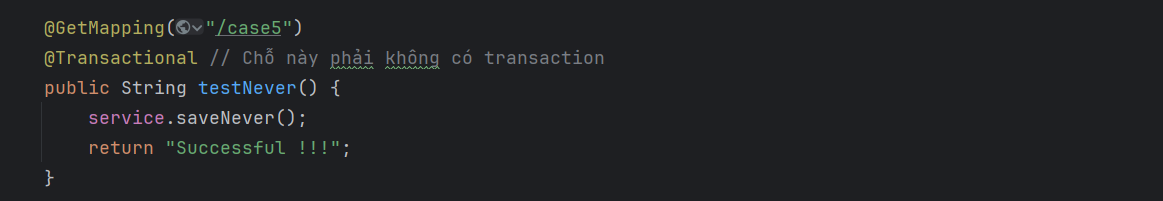 @GetMapping("/case5")
@Transactional // Chỗ này phải không có transaction
public String testNever() {
    service.saveNever();
    return "Successful !!!";
}